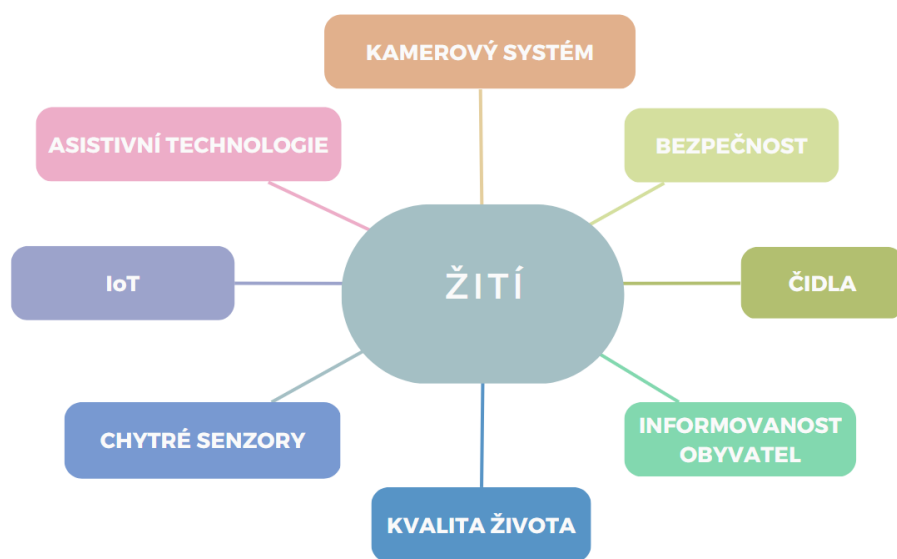 KAMEROVÝ SYSTÉM
ASISTIVNÍ TECHNOLOGIE
BEZPEČNOST
ŽITÍ
IoT
ČIDLA
CHYTRÉ SENZORY
INFORMOVANOST
OBYVATEL
KVALITA ŽIVOTA